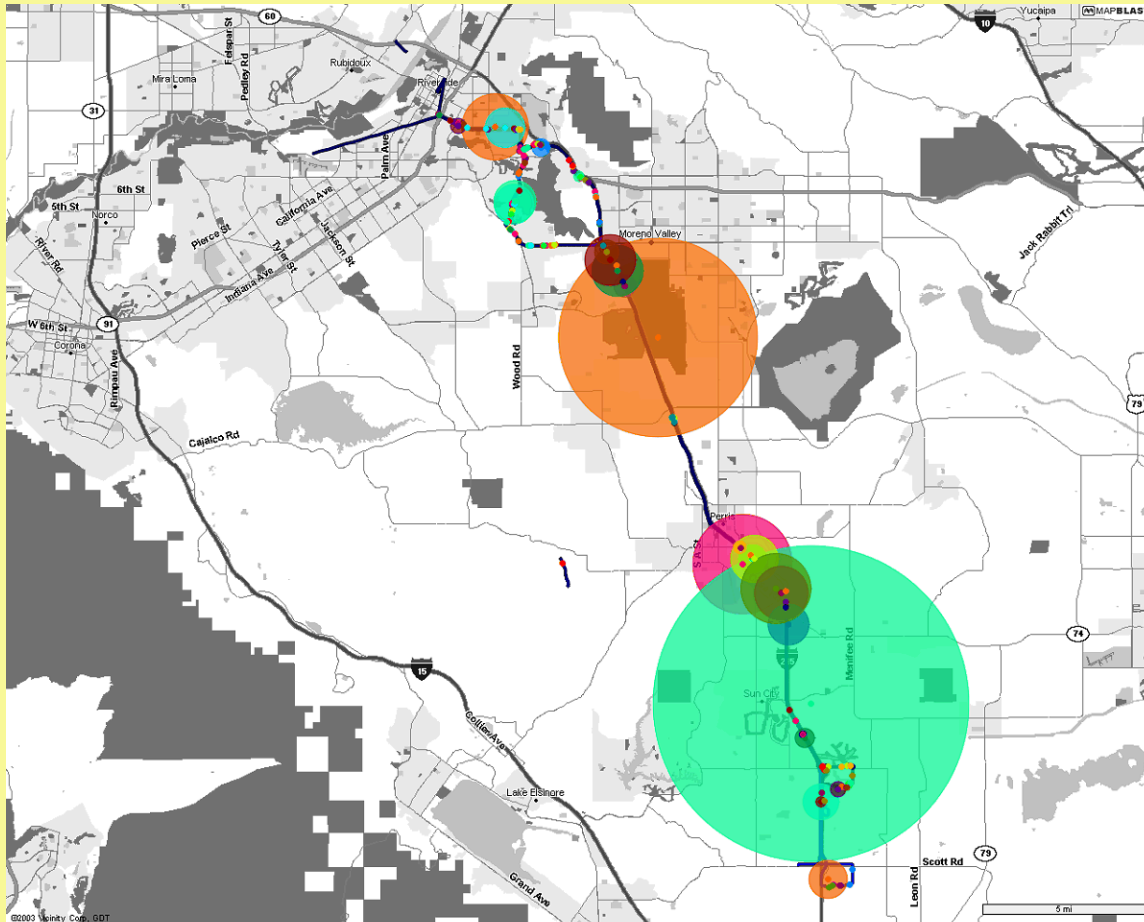 Yucaipa
MAPBLAS
10
60
Felspar St
Pedley Rd
Rubidoux
Mira Loma
31
Palm Ave
6th St
5th St
Norco
California Ave
Pierce St
Tyler St
Jackson St
River Rd
Indiana Ave
Moreno Valley
Jack Rabbit Trl
91
W 6th St
Corona
Rimpau Ave
Wood Rd
79
Cajalco Rd
Perris
S A St
74
Menifee Rd
15
Sun City
Collier Ave
Lake Elsinore
79
Scott Rd
Leon Rd
Grand Ave
5 mi
©2003 Vicinity Corp, GDT